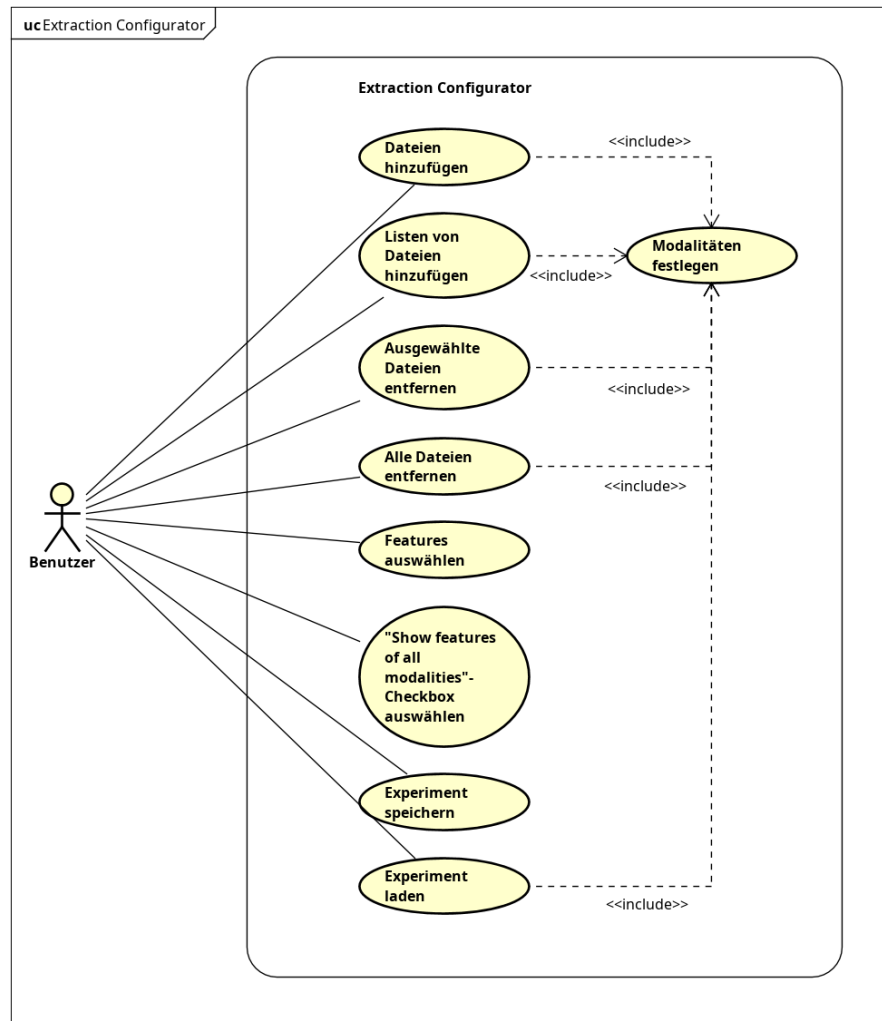 uc Extraction Configurator
Extraction Configurator
Dateien
hinzufügen
<<include>>
Listen von
Dateien
hinzufügen
<<include>>
Modalitäten
festlegen
Ausgewählte
Dateien
entfernen
<<include>>
Alle Dateien
entfernen
<<include>>
Benutzer
Features
auswählen
"Show features
of all
modalities"-
Checkbox
auswählen
Experiment
speichern
Experiment
laden
<<include>>